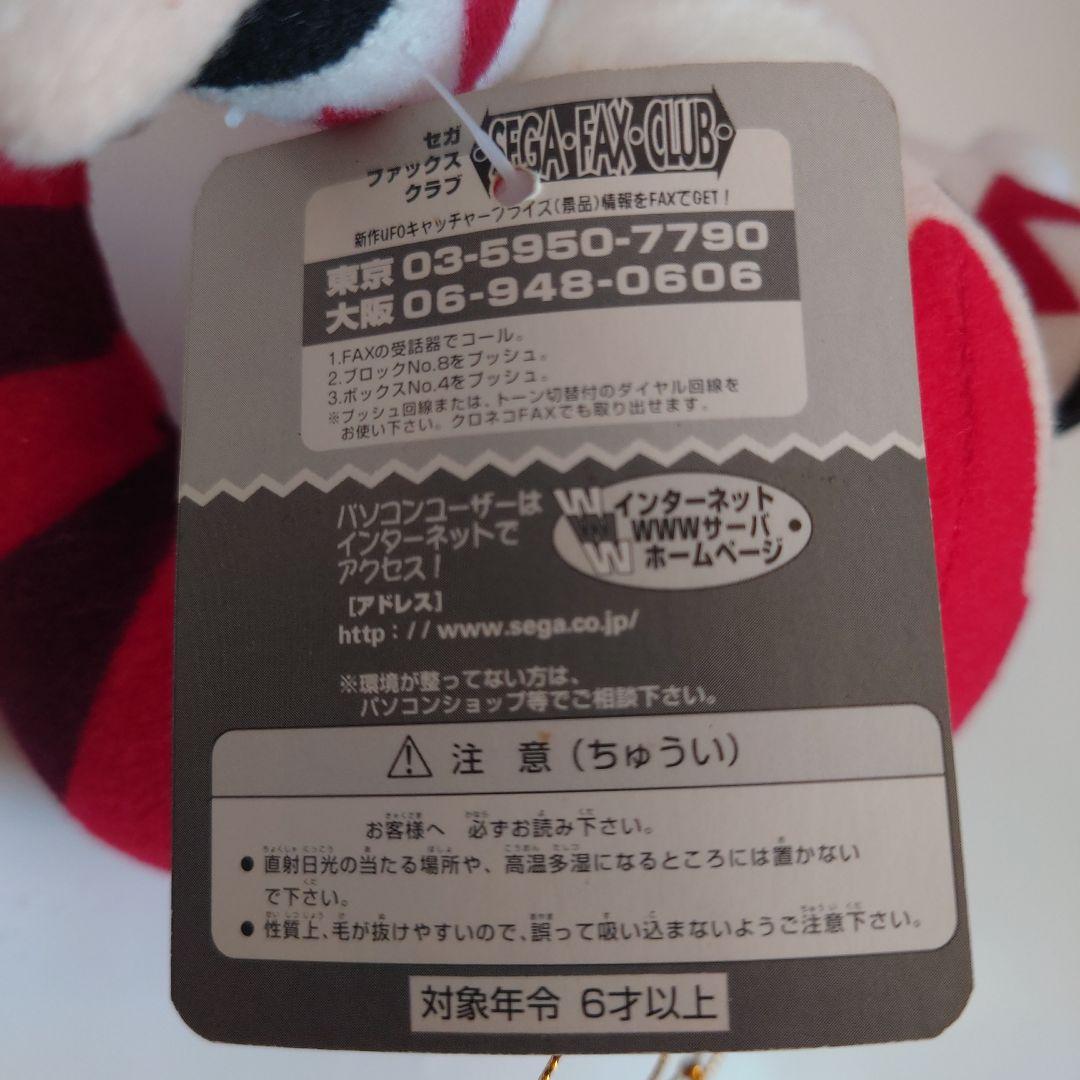 セガ
ファックス
クラブ
SEGA・FAX・CLUB
新作UFOキャッチャープライズ(景品)情報をFAXでGET!
東京 03-5950-7790
大阪 06-948-0606
1.FAXの受話器でコール。
2.ブロックNo.8をプッシュ。
3.ボックスNo.4をプッシュ。
※プッシュ回線または、トーン切替付のダイヤル回線を
お使い下さい。クロネコFAXでも取り出せます。
パソコンユーザーは
インターネットで
アクセス!
WWW
インターネット
WWWサーバ
ホームページ
[アドレス]
http://www.sega.co.jp/
※環境が整ってない方は、
パソコンショップ等でご相談下さい。
注 意(ちゅうい)
お客様へ 必ずお読み下さい。
●直射日光の当たる場所や、高温多湿になるところには置かない
で下さい。
●性質上、毛が抜けやすいので、誤って吸い込まないようご注意下さい。
対象年令 6才以上